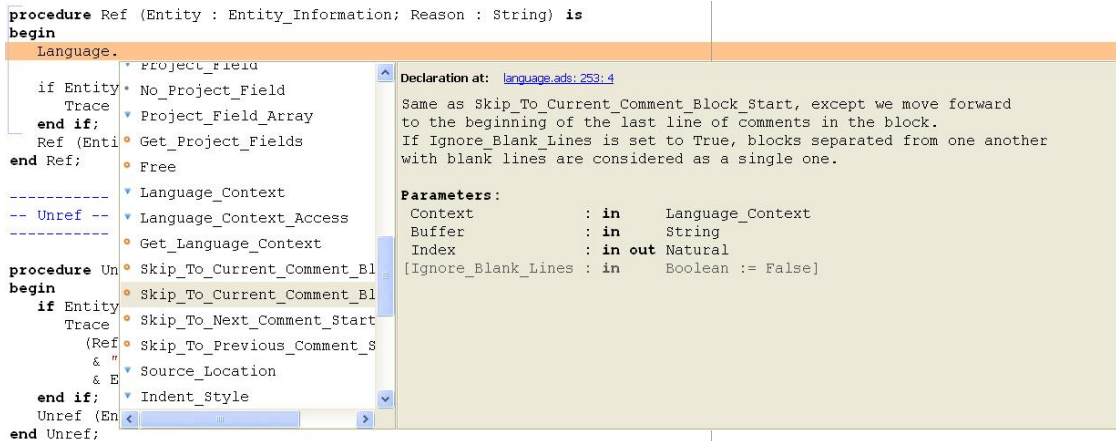 procedure Ref (Entity : Entity_Information; Reason : String) is
begin
Language.
if Entity
Trace
end if;
Ref (Enti
end Ref;
-----------
-- Unref --
-----------
procedure Un
begin
if Entity
Trace
(Ref
& "
& E
end if;
Unref (En
end Unref;
Project_Field
No_Project_Field
Project_Field_Array
Get_Project_Fields
Free
Language_Context
Language_Context_Access
Get_Language_Context
Skip_To_Current_Comment_Bl
Skip_To_Current_Comment_Bl
Skip_To_Next_Comment_Start
Skip_To_Previous_Comment_S
Source_Location
Indent_Style
Declaration at: language.ads: 253: 4
Same as Skip_To_Current_Comment_Block_Start, except we move forward
to the beginning of the last line of comments in the block.
If Ignore_Blank_Lines is set to True, blocks separated from one another
with blank lines are considered as a single one.
Parameters:
Context : in Language_Context
Buffer : in String
Index : in out Natural
[Ignore_Blank_Lines : in Boolean := False]